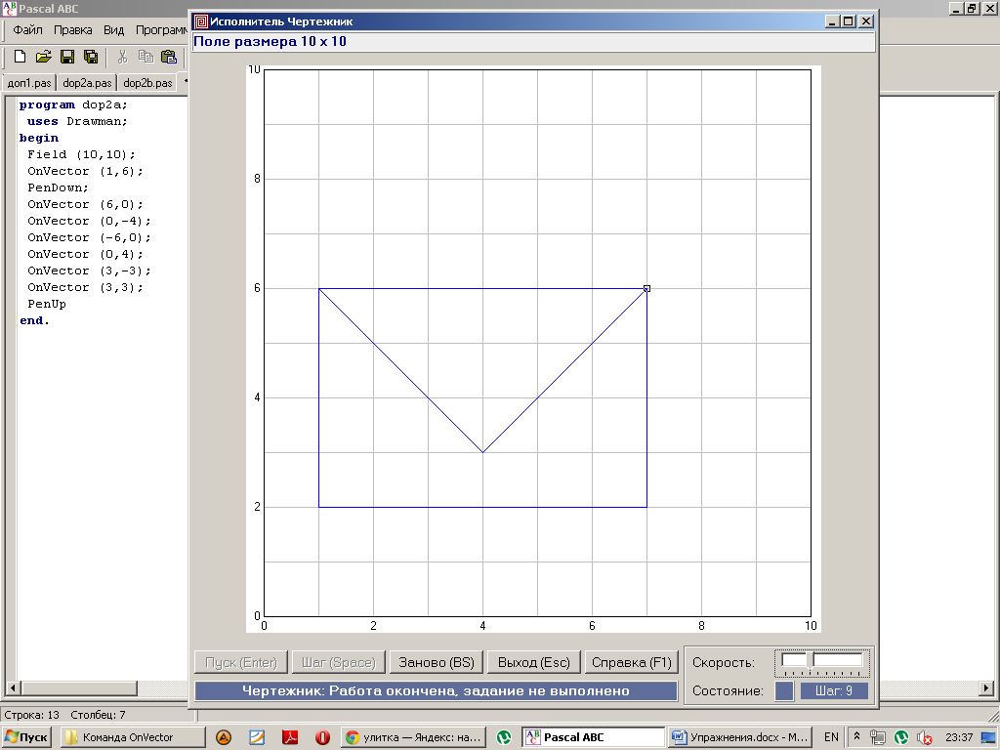 Pascal ABC
Файл Правка Вид Програм
доп1.pas dop2a.pas dop2b.pas
program dop2a;
uses Drawman;
begin
Field (10,10);
OnVector (1,6);
PenDown;
OnVector (6,0);
OnVector (0,-4);
OnVector (-6,0);
OnVector (0,4);
OnVector (3,-3);
OnVector (3,3);
PenUp
end.
Исполнитель Чертежник
Поле размера 10 x 10
10
8
6
4
2
0
0 2 4 6 8 10
Пуск (Enter) Шаг (Space) Заново (BS) Выход (Esc) Справка (F1)
Скорость:
Чертежник: Работа окончена, задание не выполнено
Состояние: Шаг: 9
Строка: 13 Столбец: 7
Пуск Команда OnVector улитка — Яндекс: на... Pascal ABC Упражнения.docx - M... EN 23:37